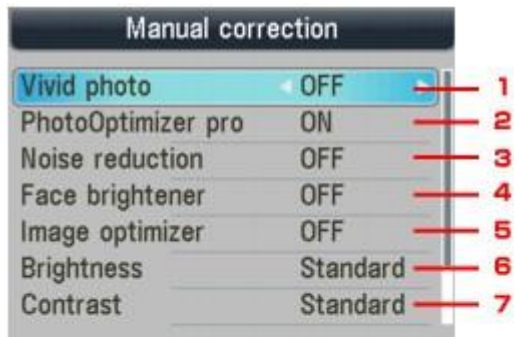 Manual correction
Vivid photo OFF 1
PhotoOptimizer pro ON 2
Noise reduction OFF 3
Face brightener OFF 4
Image optimizer OFF 5
Brightness Standard 6
Contrast Standard 7